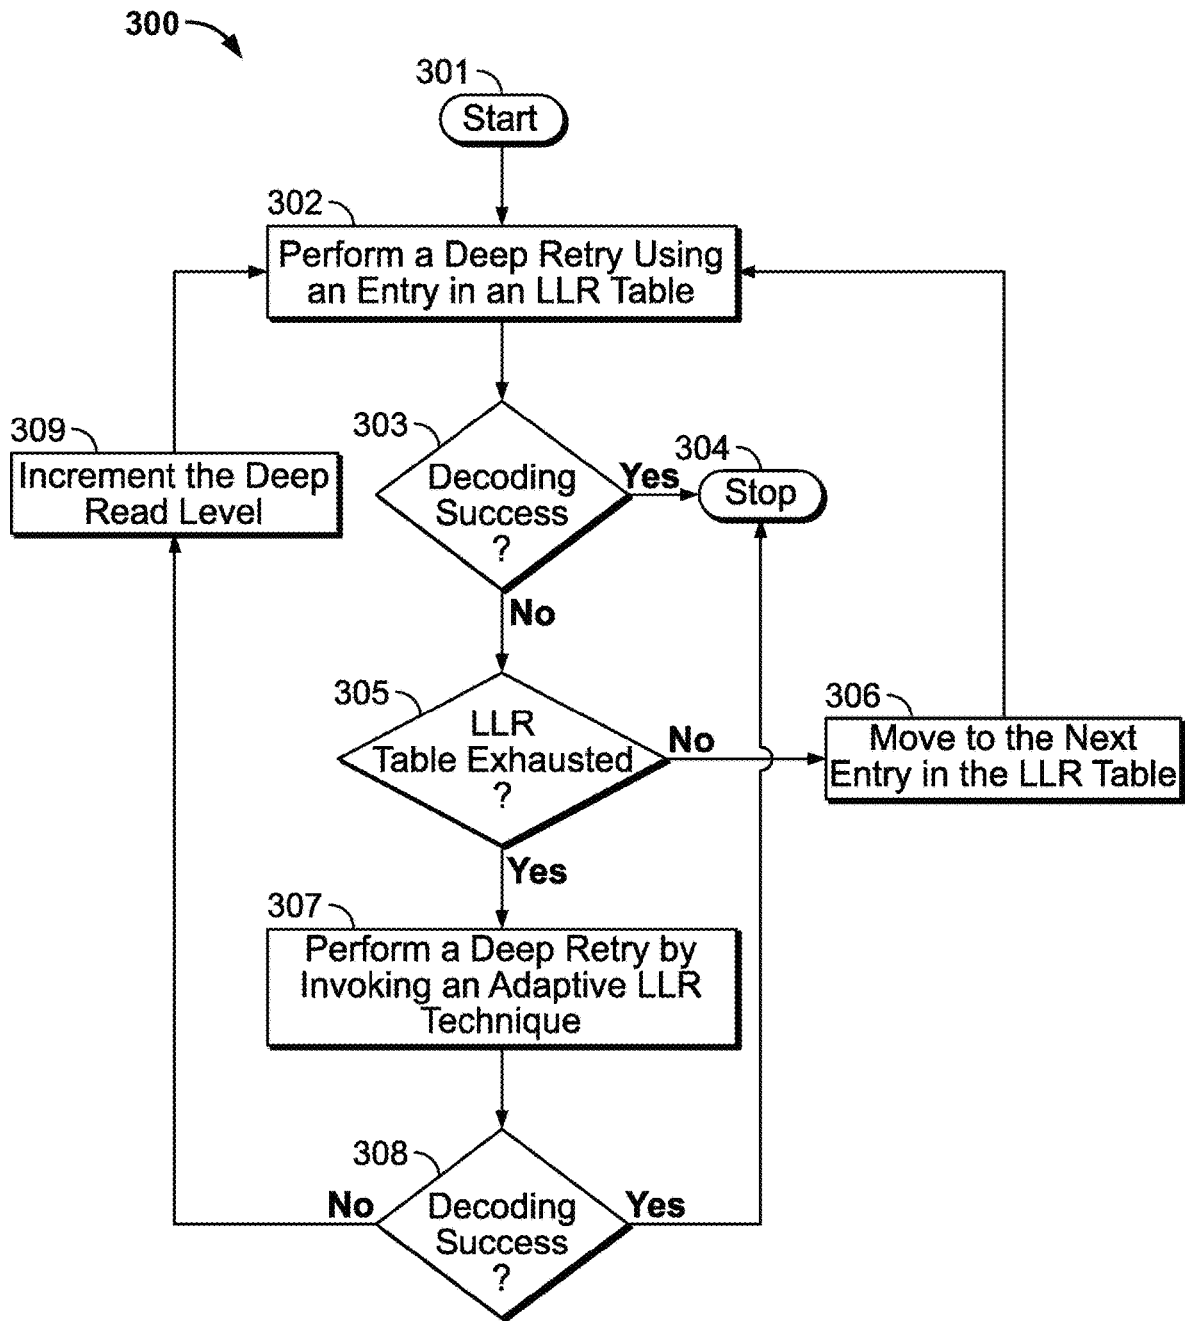 300
301
Start
302
Perform a Deep Retry Using
an Entry in an LLR Table
303
Decoding
Success
?
Yes
304
Stop
309
Increment the Deep
Read Level
No
305
LLR
Table Exhausted
?
No
306
Move to the Next
Entry in the LLR Table
Yes
307
Perform a Deep Retry by
Invoking an Adaptive LLR
Technique
308
Decoding
Success
?
No
Yes